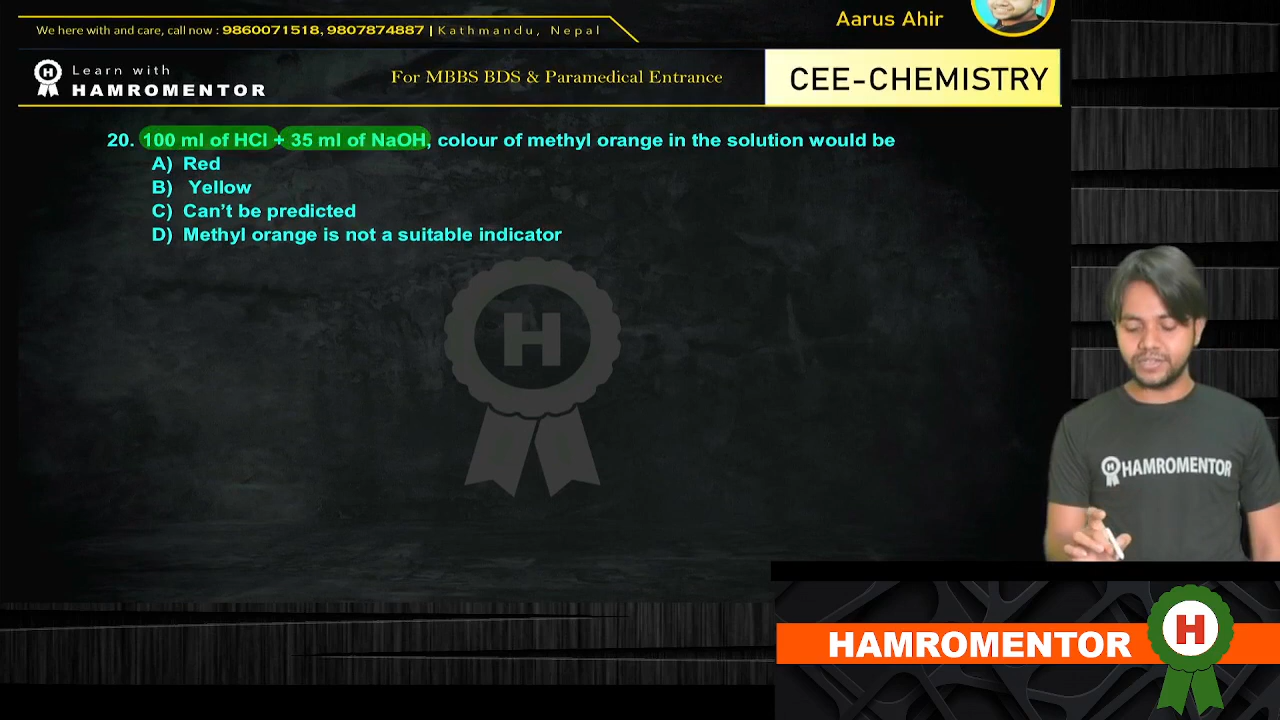 Aarus Ahir
We here with and care, call now : 9860071518, 9807874887 | Kathmandu, Nepal
H Learn with
HAMROMENTOR
For MBBS BDS & Paramedical Entrance
CEE-CHEMISTRY
20. 100 ml of HCl + 35 ml of NaOH, colour of methyl orange in the solution would be
A) Red
B) Yellow
C) Can't be predicted
D) Methyl orange is not a suitable indicator
H
H HAMROMENTOR
HAMROMENTOR H